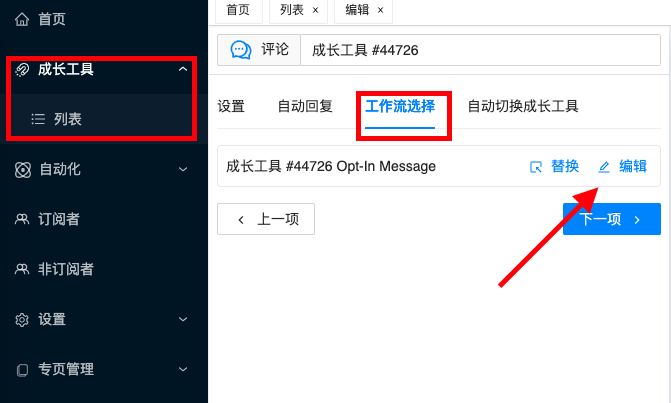 首页
成长工具
列表
自动化
订阅者
非订阅者
设置
专页管理
首页 列表 × 编辑 ×
评论 成长工具 #44726
设置 自动回复 工作流选择 自动切换成长工具
成长工具 #44726 Opt-In Message 替换 编辑
上一项 下一项